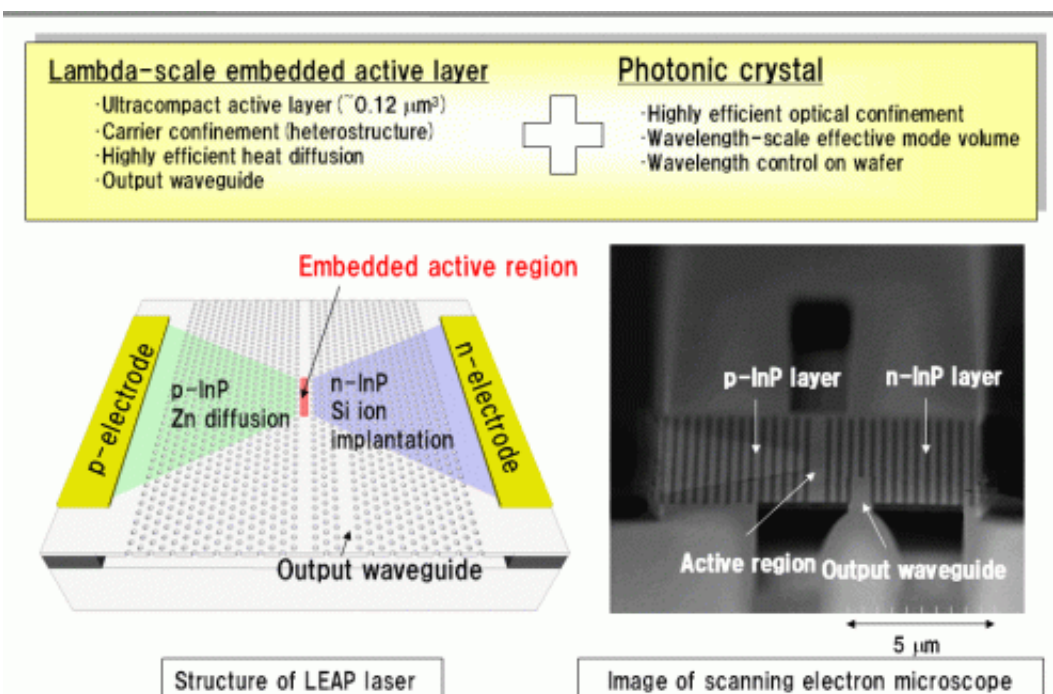 Lambda-scale embedded active layer
·Ultracompact active layer (~0.12 μm³)
·Carrier confinement (heterostructure)
·Highly efficient heat diffusion
·Output waveguide
Photonic crystal
·Highly efficient optical confinement
·Wavelength-scale effective mode volume
·Wavelength control on wafer
Embedded active region
p-electrode
p-InP
Zn diffusion
n-InP
Si ion
implantation
n-electrode
Output waveguide
Structure of LEAP laser
p-InP layer
n-InP layer
Active region
Output waveguide
5 μm
Image of scanning electron microscope